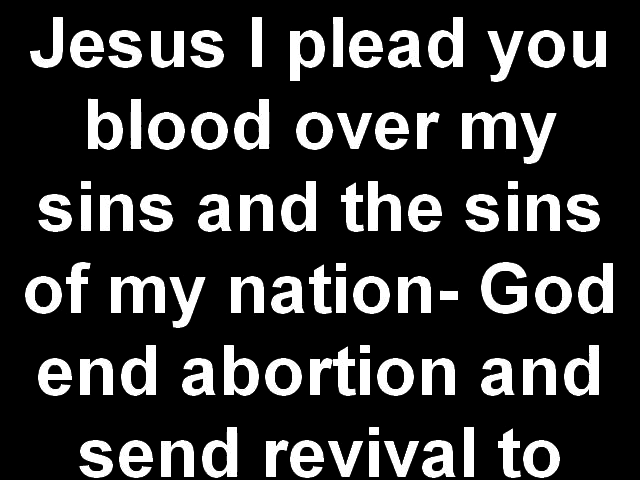 Jesus I plead you
blood over my
sins and the sins
of my nation- God
end abortion and
send revival to